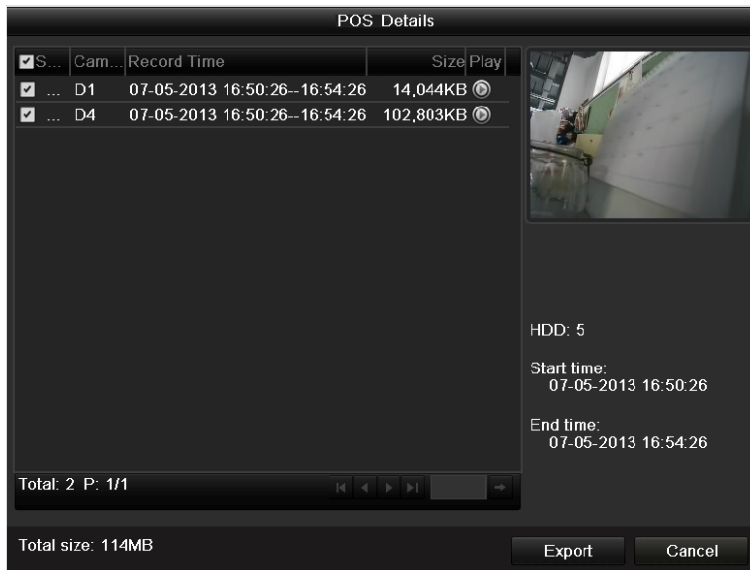 POS Details
S... Cam... Record Time Size Play
... D1 07-05-2013 16:50:26--16:54:26 14,044KB
... D4 07-05-2013 16:50:26--16:54:26 102,803KB
HDD: 5
Start time:
07-05-2013 16:50:26
End time:
07-05-2013 16:54:26
Total: 2 P: 1/1
Total size: 114MB
Export Cancel